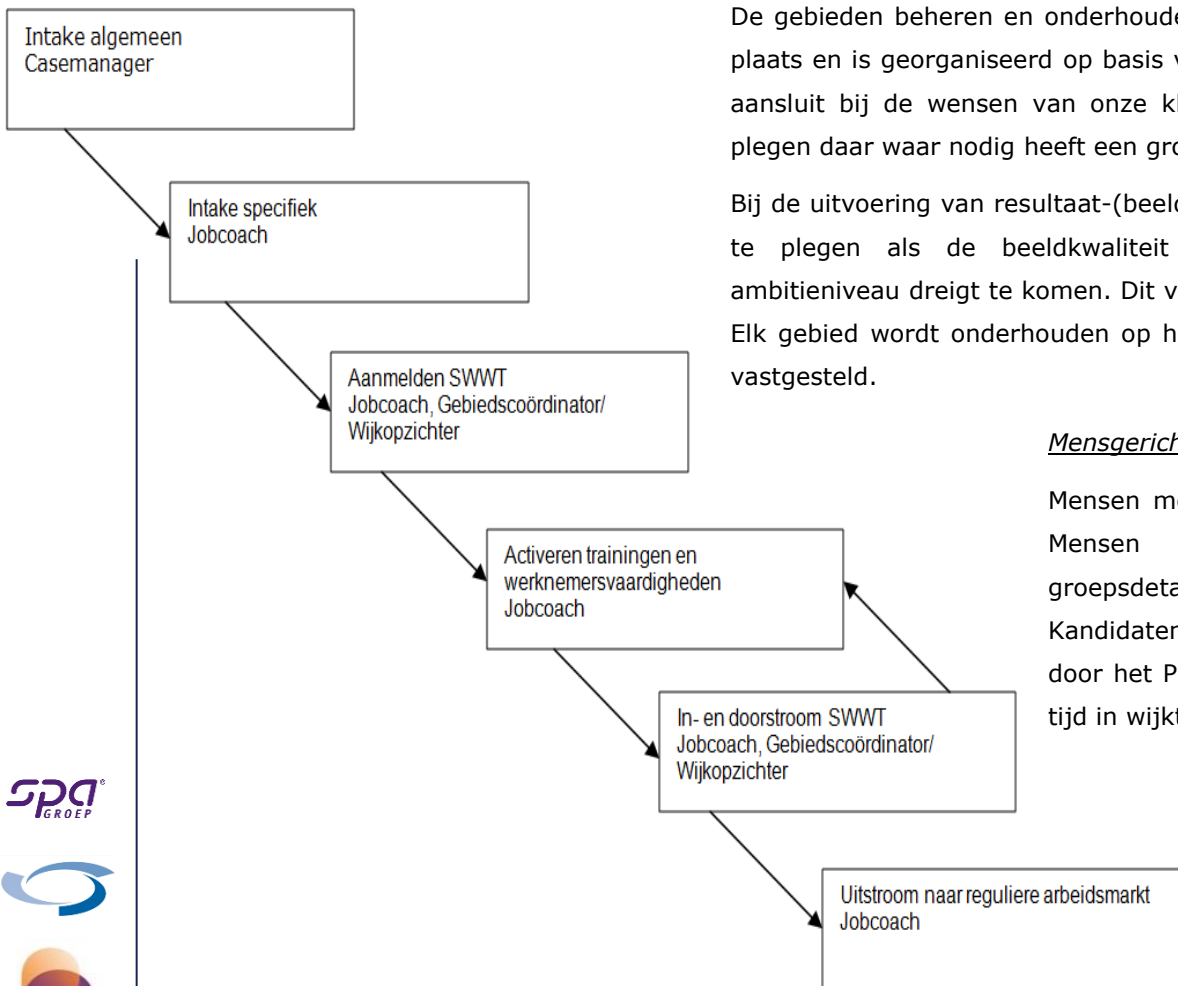 Intake algemeen
Casemanager
Intake specifiek
Jobcoach
Aanmelden SWWT
Jobcoach, Gebiedscoördinator/
Wijkopzichter
Activeren trainingen en
werknemersvaardigheden
Jobcoach
In- en doorstroom SWWT
Jobcoach, Gebiedscoördinator/
Wijkopzichter
Uitstroom naar reguliere arbeidsmarkt
Jobcoach
De gebieden beheren en onderhoude
plaats en is georganiseerd op basis v
aansluit bij de wensen van onze kl
plegen daar waar nodig heeft een gro
Bij de uitvoering van resultaat-(beeld
te plegen als de beeldkwaliteit
ambitieniveau dreigt te komen. Dit v
Elk gebied wordt onderhouden op h
vastgesteld.
Mensgerich
Mensen me
Mensen
groepsdeta
Kandidaten
door het P
tijd in wijkt
spa
GROEP